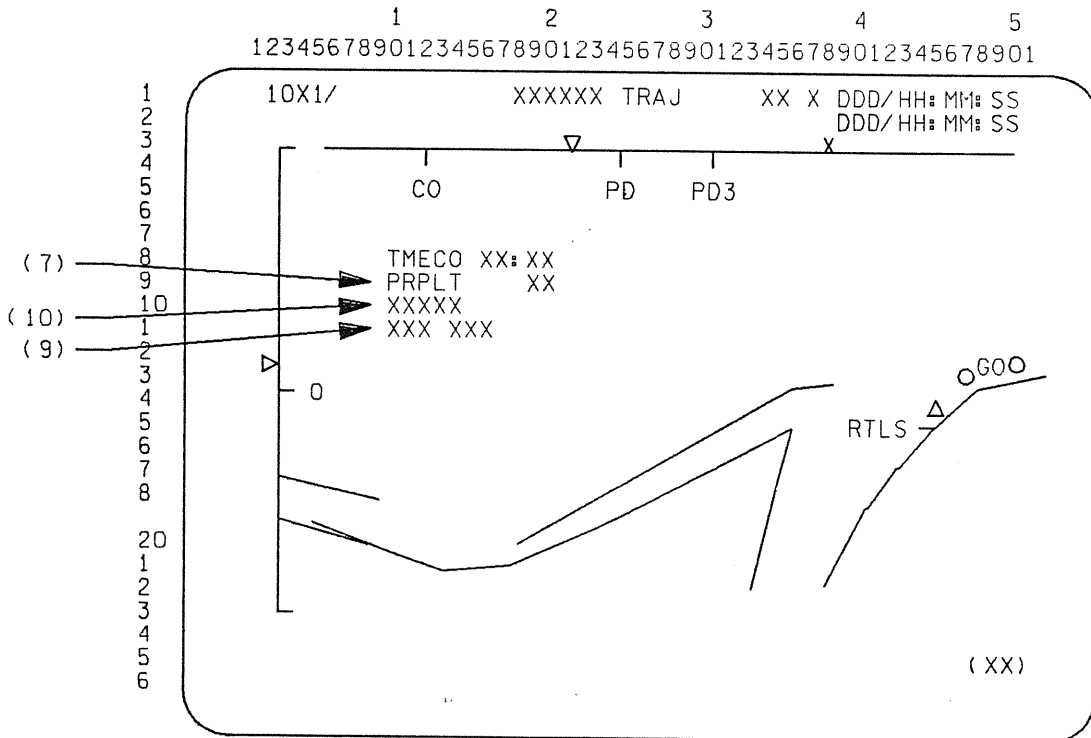 1 2 3 4 5
123456789012345678901234567890123456789012345678901
1 10X1/ XXXXXX TRAJ XX X DDD/HH:MM:SS
2 DDD/HH:MM:SS
3 X
4
5 CO PD PD3
6
7
(7) 8 TMECO XX:XX
9 PRPLT XX
(10) 10 XXXXX
1 XXX XXX
(9) 2
3 GO
4 0
5 RTLS
6
7
8
20
1
2
3
4
5 (XX)
6